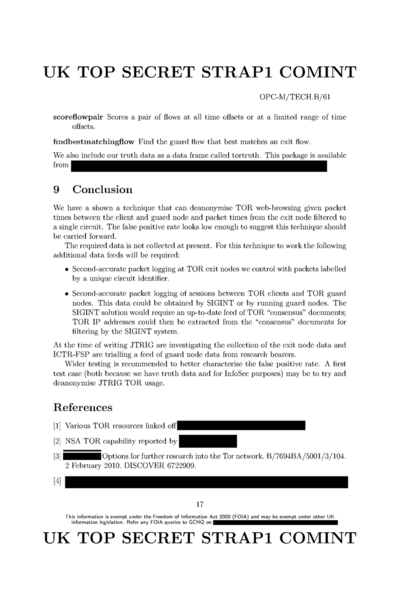 UK TOP SECRET STRAP1 COMINT
OPC-M/TECH.B/61
scoreflowpair Scores a pair of flows at all time offsets or at a limited range of time
offsets.
findbestmatchingflow Find the guard flow that best matches an exit flow.
We also include our truth data as a data frame called tortruth. This package is available
from
9 Conclusion
We have a shown a technique that can deanonymise TOR web-browsing given packet
times between the client and guard node and packet times from the exit node filtered to
a single circuit. The false positive rate looks low enough to suggest this technique should
be carried forward.
The required data is not collected at present. For this technique to work the following
additional data feeds will be required:
• Second-accurate packet logging at TOR exit nodes we control with packets labelled
by a unique circuit identifier.
• Second-accurate packet logging of sessions between TOR clients and TOR guard
nodes. This data could be obtained by SIGINT or by running guard nodes. The
SIGINT solution would require an up-to-date feed of TOR “consensus” documents;
TOR IP addresses could then be extracted from the “consensus” documents for
filtering by the SIGINT system.
At the time of writing JTRIG are investigating the collection of the exit node data and
ICTR-FSP are trialling a feed of guard node data from research bearers.
Wider testing is recommended to better characterise the false positive rate. A first
test case (both because we have truth data and for InfoSec purposes) may be to try and
deanonymise JTRIG TOR usage.
References
[1] Various TOR resources linked off
[2] NSA TOR capability reported by
[3] Options for further research into the Tor network. B/7694BA/5001/3/104.
2 February 2010. DISCOVER 6722909.
[4]
17
This information is exempt under the Freedom of Information Act 2000 (FOIA) and may be exempt under other UK
information legislation. Refer any FOIA queries to GCHQ on
UK TOP SECRET STRAP1 COMINT